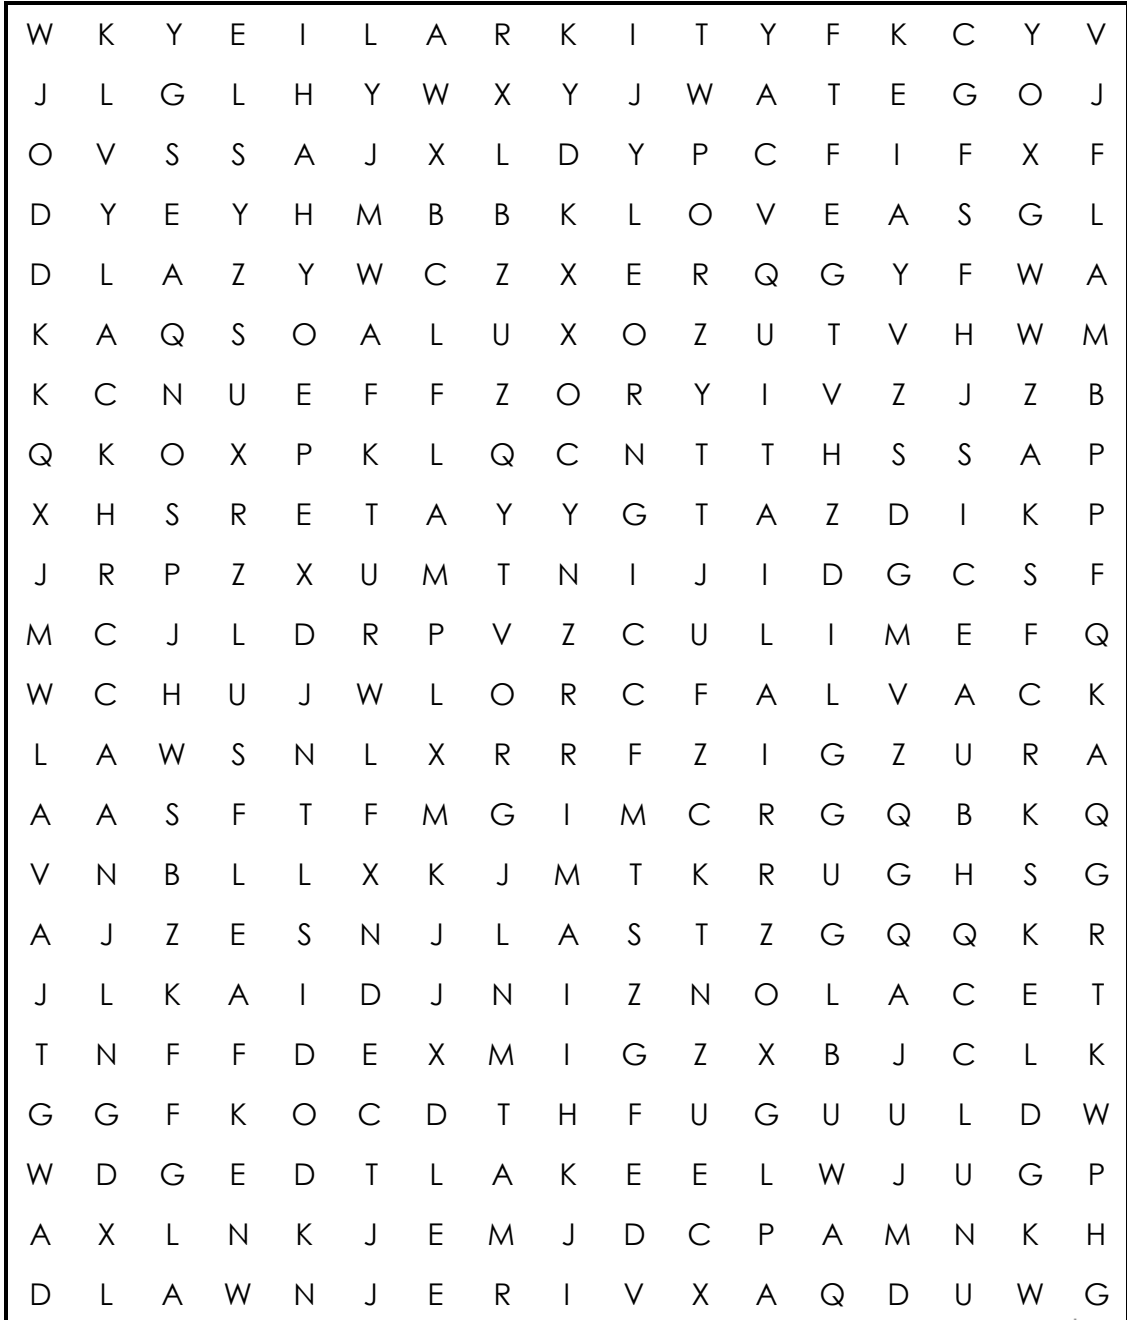 W K Y E I L A R K I T Y F K C Y V
J L G L H Y W X Y J W A T E G O J
O V S S A J X L D Y P C F I F X F
D Y E Y H M B B K L O V E A S G L
D L A Z Y W C Z X E R Q G Y F W A
K A Q S O A L U X O Z U T V H W M
K C N U E F F Z O R Y I V Z J Z B
Q K O X P K L Q C N T T H S S A P
X H S R E T A Y Y G T A Z D I K P
J R P Z X U M T N I J I D G C S F
M C J L D R P V Z C U L I M E F Q
W C H U J W L O R C F A L V A C K
L A W S N L X R R F Z I G Z U R A
A A S F T F M G I M C R G Q B K Q
V N B L L X K J M T K R U G H S G
A J Z E S N J L A S T Z G Q Q K R
J L K A I D J N I Z N O L A C E T
T N F F D E X M I G Z X B J C L K
G G F K O C D T H F U G U U L D W
W D G E D T L A K E E L W J U G P
A X L N K J E M J D C P A M N K H
D L A W N J E R I V X A Q D U W G